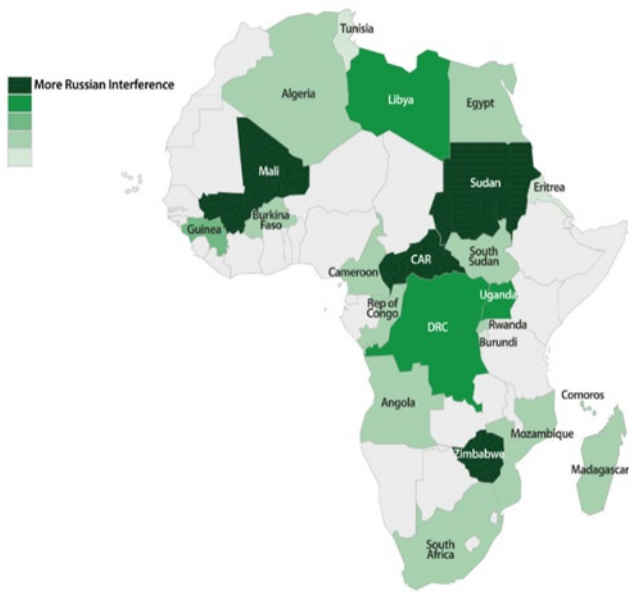 Tunisia
More Russian Interference
Algeria
Libya
Egypt
Mali
Sudan
Eritrea
Burkina
Faso
Guinea
South
Sudan
CAR
Cameroon
Uganda
Rep of
Congo
DRC
Rwanda
Burundi
Angola
Comoros
Mozambique
Zimbabwe
Madagascar
South
Africa